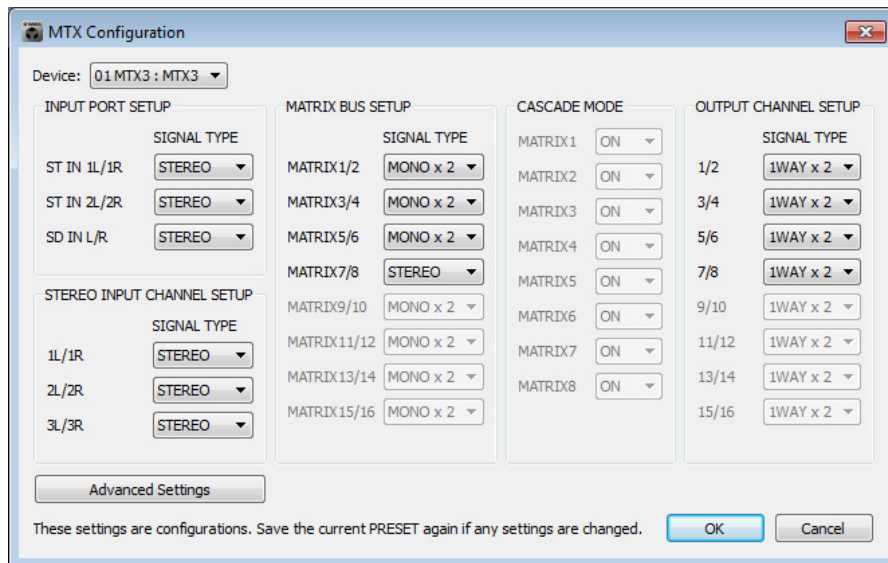 MTX Configuration
Device: 01 MTX3 : MTX3
INPUT PORT SETUP
SIGNAL TYPE
ST IN 1L/1R STEREO
ST IN 2L/2R STEREO
SD IN L/R STEREO
STEREO INPUT CHANNEL SETUP
SIGNAL TYPE
1L/1R STEREO
2L/2R STEREO
3L/3R STEREO
MATRIX BUS SETUP
SIGNAL TYPE
MATRIX1/2 MONO x 2
MATRIX3/4 MONO x 2
MATRIX5/6 MONO x 2
MATRIX7/8 STEREO
MATRIX9/10 MONO x 2
MATRIX11/12 MONO x 2
MATRIX13/14 MONO x 2
MATRIX15/16 MONO x 2
CASCADE MODE
MATRIX1 ON
MATRIX2 ON
MATRIX3 ON
MATRIX4 ON
MATRIX5 ON
MATRIX6 ON
MATRIX7 ON
MATRIX8 ON
OUTPUT CHANNEL SETUP
SIGNAL TYPE
1/2 1WAY x 2
3/4 1WAY x 2
5/6 1WAY x 2
7/8 1WAY x 2
9/10 1WAY x 2
11/12 1WAY x 2
13/14 1WAY x 2
15/16 1WAY x 2
Advanced Settings
These settings are configurations. Save the current PRESET again if any settings are changed. OK Cancel